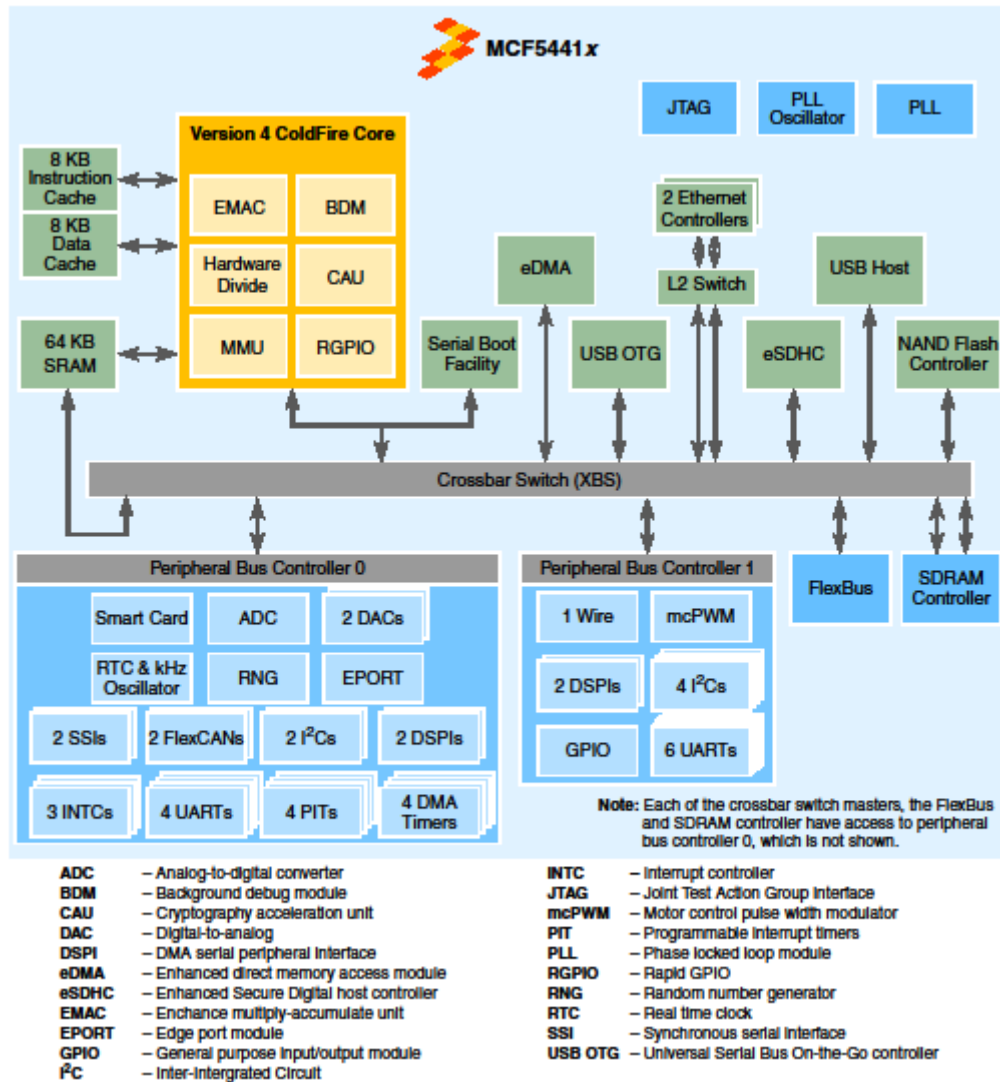 MCF5441x
JTAG
PLL
Oscillator
PLL
Version 4 ColdFire Core
8 KB
Instruction
Cache
8 KB
Data
Cache
64 KB
SRAM
EMAC
BDM
Hardware
Divide
CAU
MMU
RGPIO
Serial Boot
Facility
eDMA
USB OTG
2 Ethernet
Controllers
L2 Switch
eSDHC
USB Host
NAND Flash
Controller
Crossbar Switch (XBS)
Peripheral Bus Controller 0
Smart Card
ADC
2 DACs
RTC & kHz
Oscillator
RNG
EPORT
2 SSIs
2 FlexCANs
2 I²Cs
2 DSPIs
3 INTCs
4 UARTs
4 PITs
4 DMA
Timers
Peripheral Bus Controller 1
1 Wire
mcPWM
2 DSPIs
4 I²Cs
GPIO
6 UARTs
FlexBus
SDRAM
Controller
Note: Each of the crossbar switch masters, the FlexBus
and SDRAM controller have access to peripheral
bus controller 0, which is not shown.
ADC – Analog-to-digital converter
BDM – Background debug module
CAU – Cryptography acceleration unit
DAC – Digital-to-analog
DSPI – DMA serial peripheral interface
eDMA – Enhanced direct memory access module
eSDHC – Enhanced Secure Digital host controller
EMAC – Enchance multiply-accumulate unit
EPORT – Edge port module
GPIO – General purpose input/output module
I²C – Inter-Intergrated Circuit
INTC – Interrupt controller
JTAG – Joint Test Action Group interface
mcPWM – Motor control pulse width modulator
PIT – Programmable interrupt timers
PLL – Phase locked loop module
RGPIO – Rapid GPIO
RNG – Random number generator
RTC – Real time clock
SSI – Synchronous serial interface
USB OTG – Universal Serial Bus On-the-Go controller